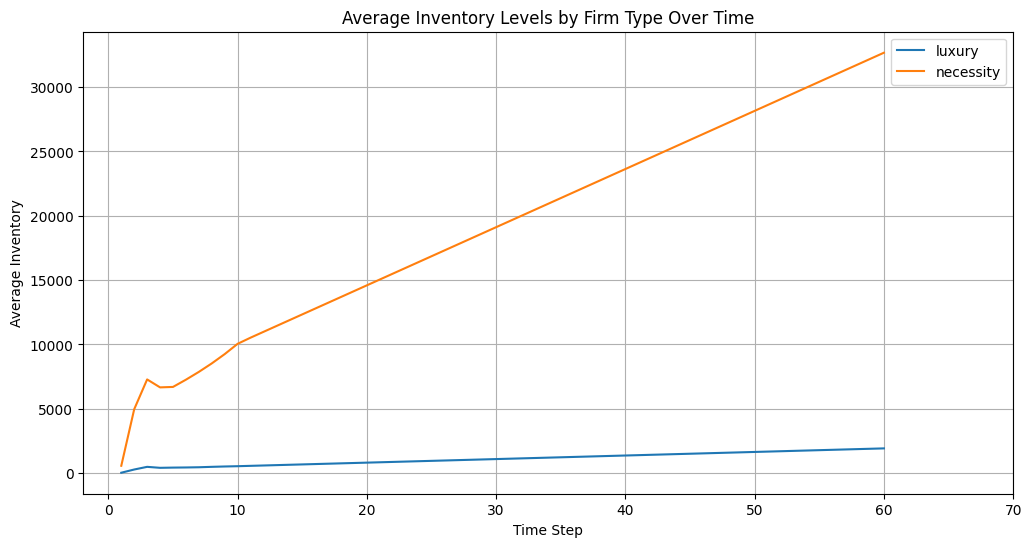 Average Inventory Levels by Firm Type Over Time
luxury
necessity
30000
25000
20000
15000
10000
5000
0
Average Inventory
0 10 20 30 40 50 60 70
Time Step